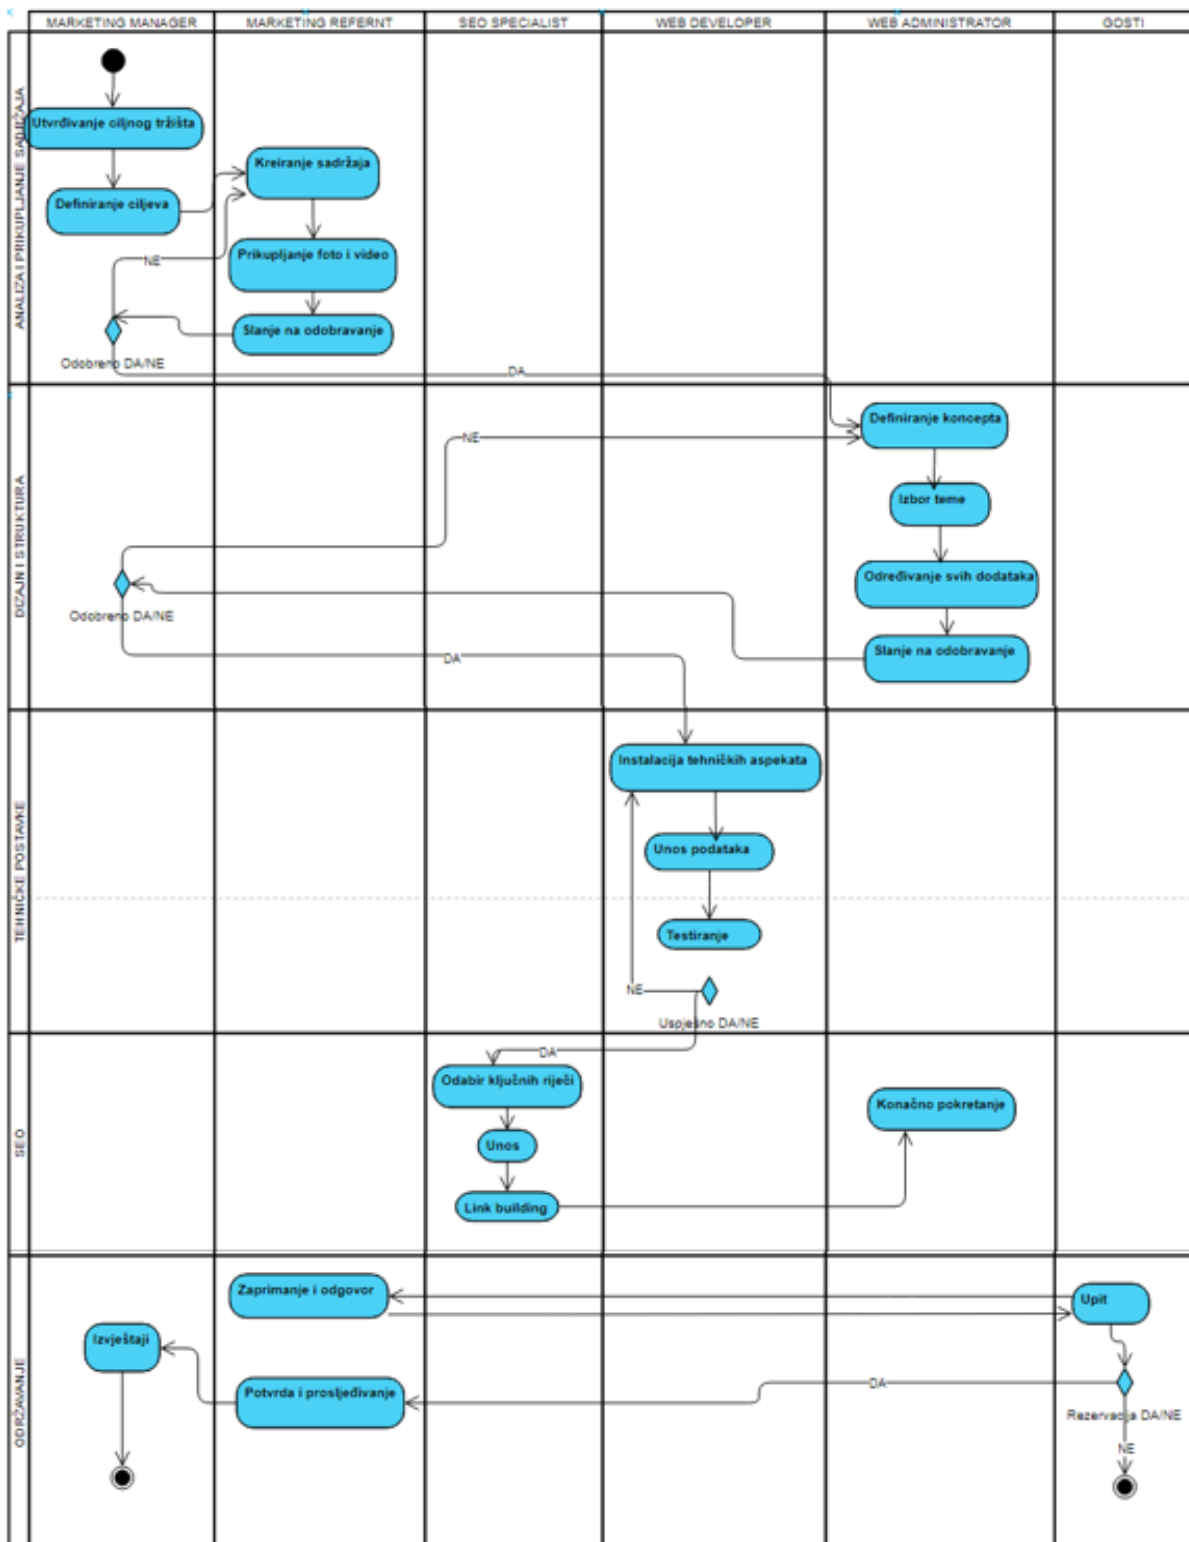 MARKETING MANAGER
MARKETING REFERNT
SEO SPECIALIST
WEB DEVELOPER
WEB ADMINISTRATOR
GOSTI
ANALIZA I PRIKUPLJANJE SADRŽAJA
Utvrđivanje ciljnog tržišta
Kreiranje sadržaja
Definiranje ciljeva
Prikupljanje foto i video
NE
Slanje na odobravanje
Odobreno DA/NE
DA
DIZAJN I STRUKTURA
Definiranje koncepta
NE
Izbor teme
Određivanje svih dodataka
Odobreno DA/NE
Slanje na odobravanje
DA
TEHNIČKE POSTAVKE
Instalacija tehničkih aspekata
Unos podataka
Testiranje
NE
Uspješno DA/NE
SEO
DA
Odabir ključnih riječi
Konačno pokretanje
Unos
Link building
ODRŽAVANJE
Zaprimanje i odgovor
Upit
Izvještaji
DA
Potvrda i prosljeđivanje
Rezervacija DA/NE
NE